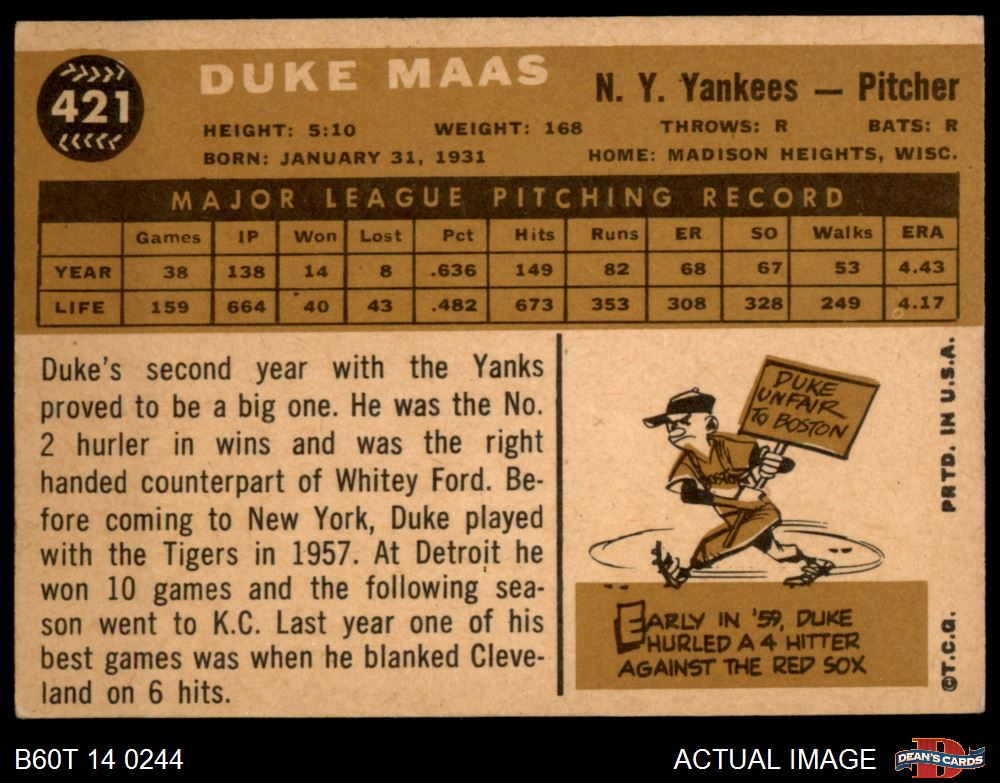 421
DUKE MAAS
N. Y. Yankees — Pitcher
HEIGHT: 5:10 WEIGHT: 168 THROWS: R BATS: R
BORN: JANUARY 31, 1931 HOME: MADISON HEIGHTS, WISC.
MAJOR LEAGUE PITCHING RECORD
Games IP Won Lost Pct Hits Runs ER SO Walks ERA
YEAR 38 138 14 8 .636 149 82 68 67 53 4.43
LIFE 159 664 40 43 .482 673 353 308 328 249 4.17
Duke's second year with the Yanks
proved to be a big one. He was the No.
2 hurler in wins and was the right
handed counterpart of Whitey Ford. Be-
fore coming to New York, Duke played
with the Tigers in 1957. At Detroit he
won 10 games and the following sea-
son went to K.C. Last year one of his
best games was when he blanked Cleve-
land on 6 hits.
DUKE
UNFAIR
TO BOSTON
BOSTON
EARLY IN '59, DUKE
HURLED A 4 HITTER
AGAINST THE RED SOX
©T.C.G. PRTD. IN U.S.A.
B60T 14 0244
ACTUAL IMAGE
D
DEAN'S CARDS